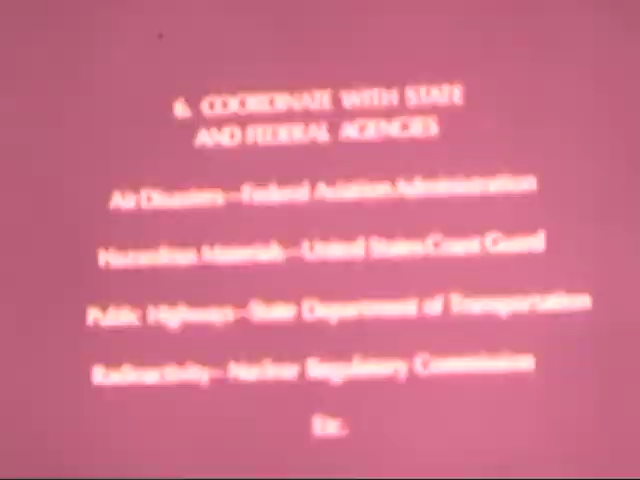 6. COORDINATE WITH STATE
AND FEDERAL AGENCIES
Air Disasters--Federal Aviation Administration
Hazardous Materials--United States Coast Guard
Public Highways--State Department of Transportation
Radioactivity--Nuclear Regulatory Commission
Etc.